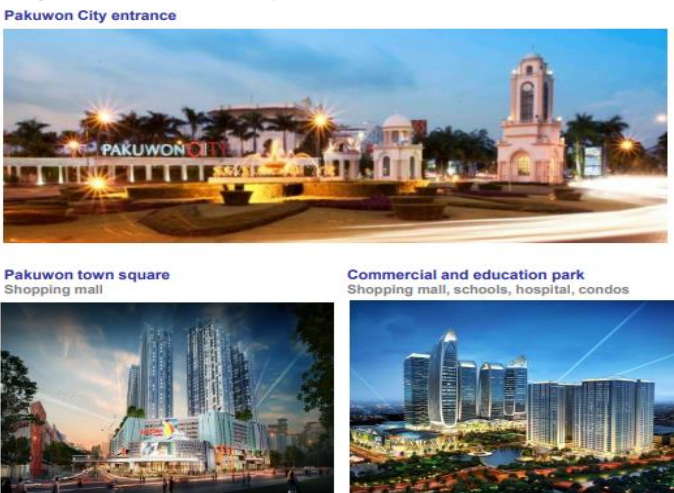 Pakuwon City entrance
PAKUWON CITY
Pakuwon town square
Shopping mall
Commercial and education park
Shopping mall, schools, hospital, condos